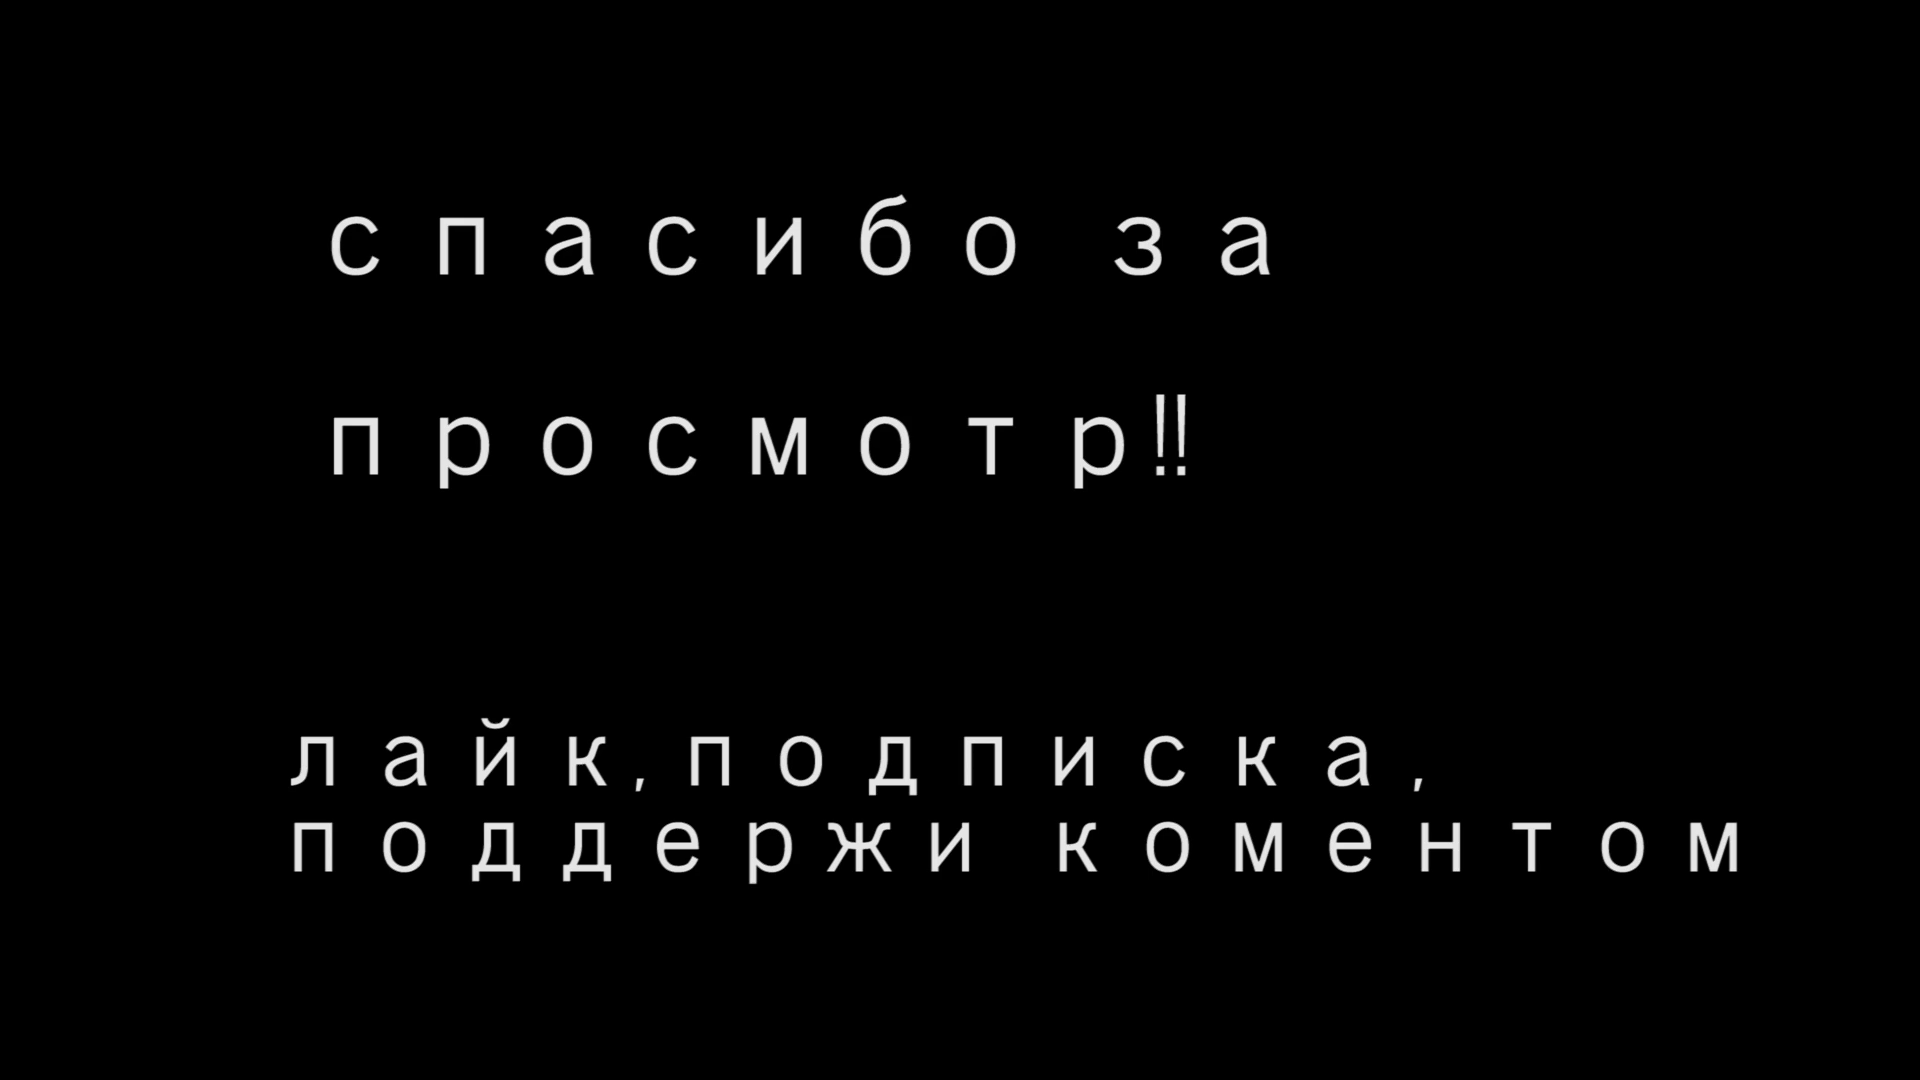 спасибо за
просмотр!!
лайк,подписка,
поддержи коментом